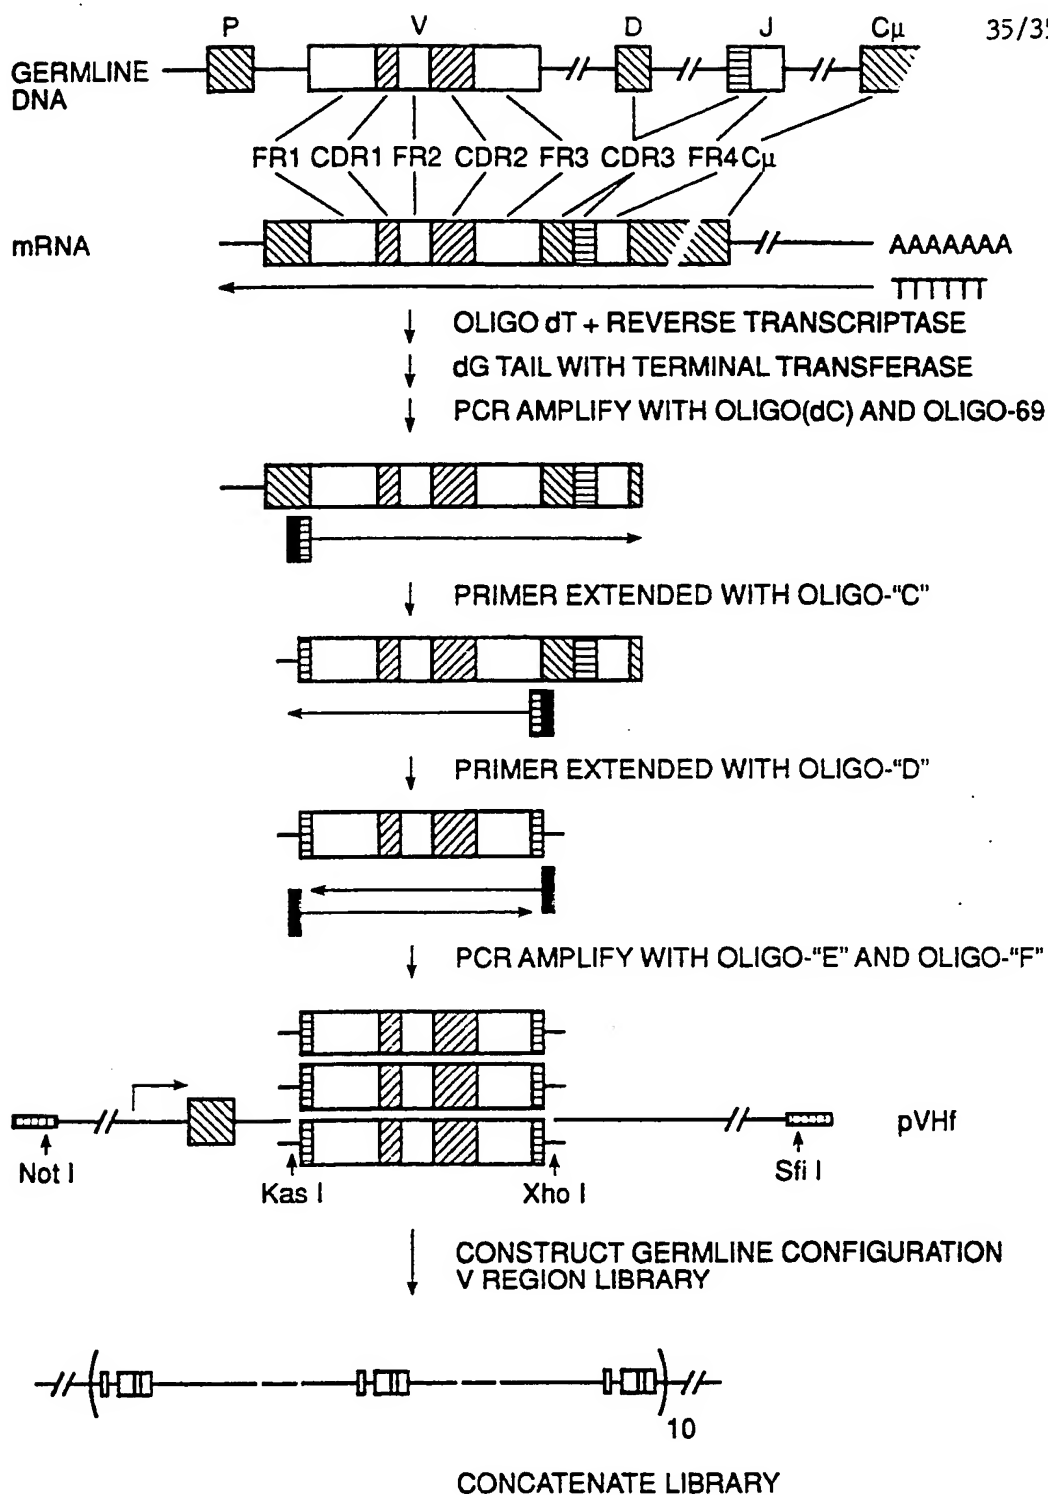 P V D J Cμ 35/35
GERMLINE
DNA
FR1 CDR1 FR2 CDR2 FR3 CDR3 FR4 Cμ
mRNA AAAAAAA
TTTTTT
OLIGO dT + REVERSE TRANSCRIPTASE
dG TAIL WITH TERMINAL TRANSFERASE
PCR AMPLIFY WITH OLIGO(dC) AND OLIGO-69
PRIMER EXTENDED WITH OLIGO-“C”
PRIMER EXTENDED WITH OLIGO-“D”
PCR AMPLIFY WITH OLIGO-“E” AND OLIGO-“F”
pVHf
Not I Kas I Xho I Sfi I
CONSTRUCT GERMLINE CONFIGURATION
V REGION LIBRARY
10
CONCATENATE LIBRARY